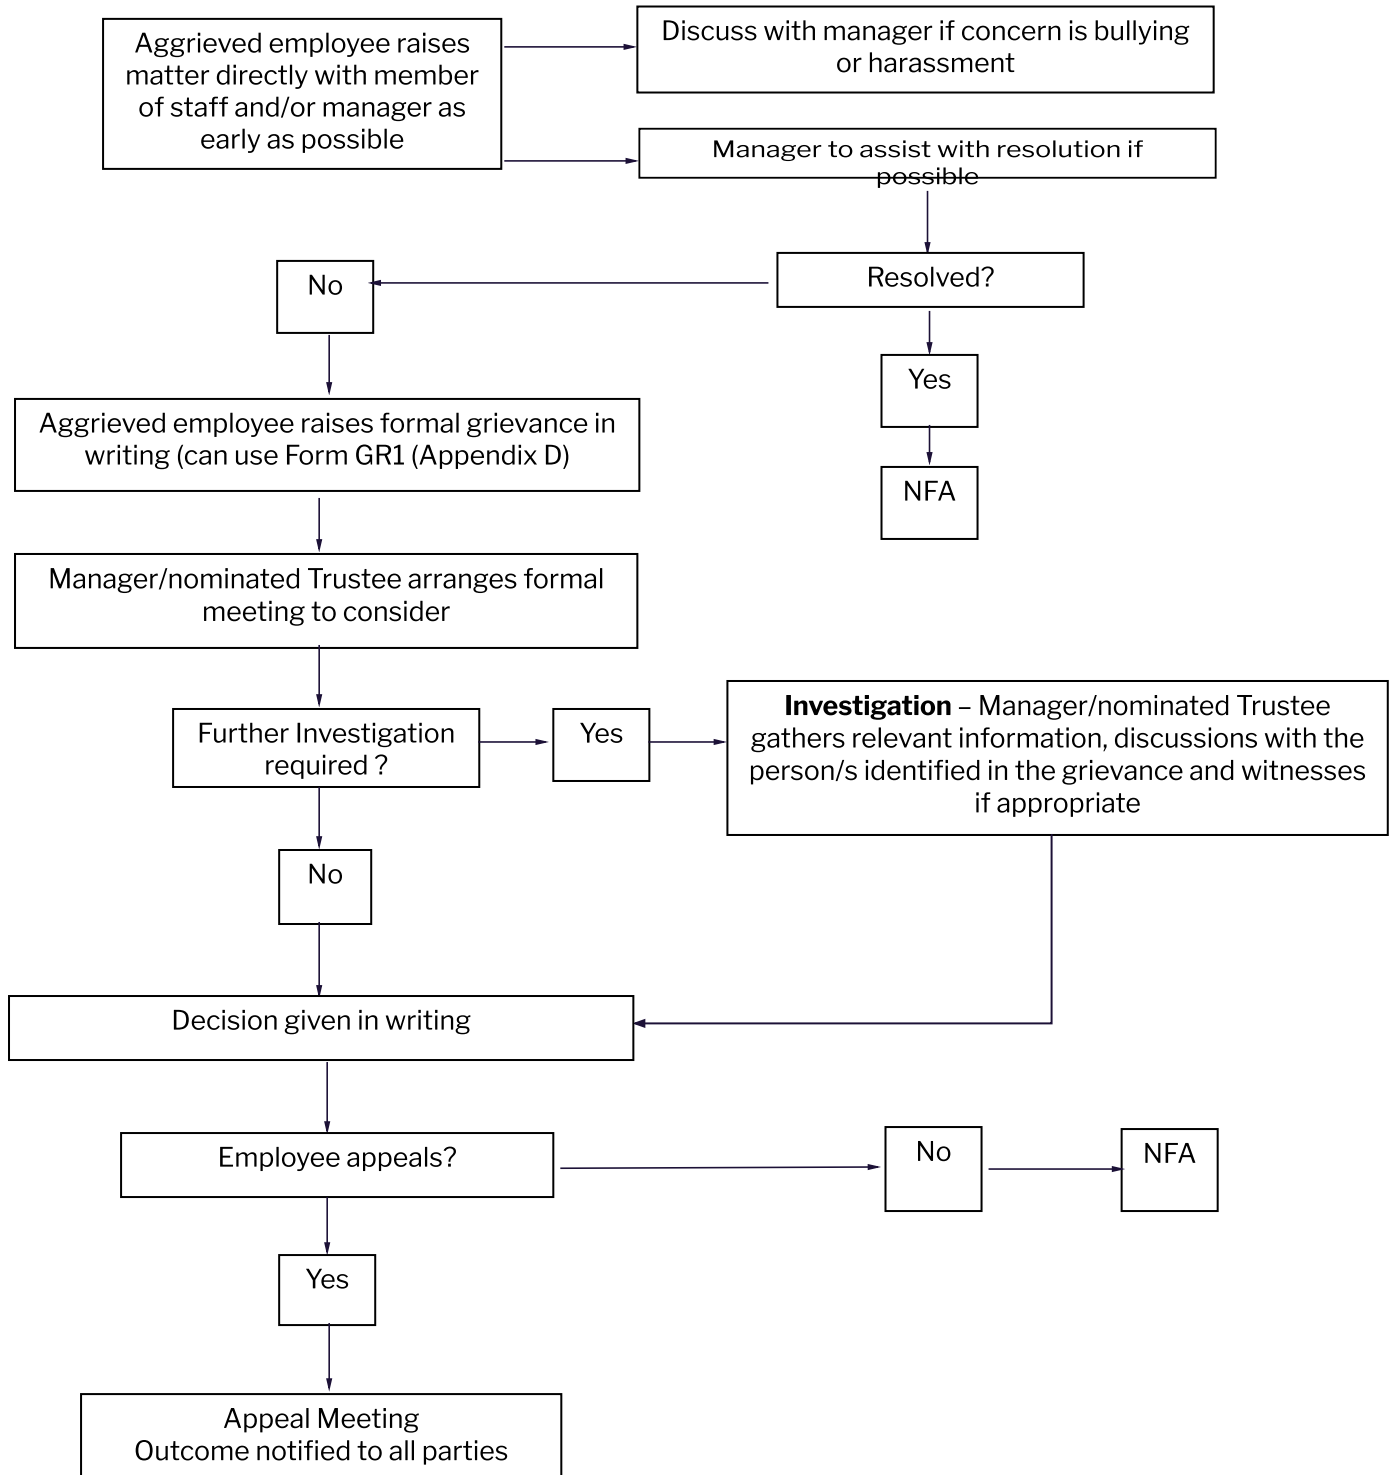 Aggrieved employee raises
matter directly with member
of staff and/or manager as
early as possible
Discuss with manager if concern is bullying
or harassment
Manager to assist with resolution if
possible
Resolved?
No
Yes
NFA
Aggrieved employee raises formal grievance in
writing (can use Form GR1 (Appendix D)
Manager/nominated Trustee arranges formal
meeting to consider
Further Investigation
required ?
Yes
Investigation – Manager/nominated Trustee
gathers relevant information, discussions with the
person/s identified in the grievance and witnesses
if appropriate
No
Decision given in writing
Employee appeals?
No
NFA
Yes
Appeal Meeting
Outcome notified to all parties